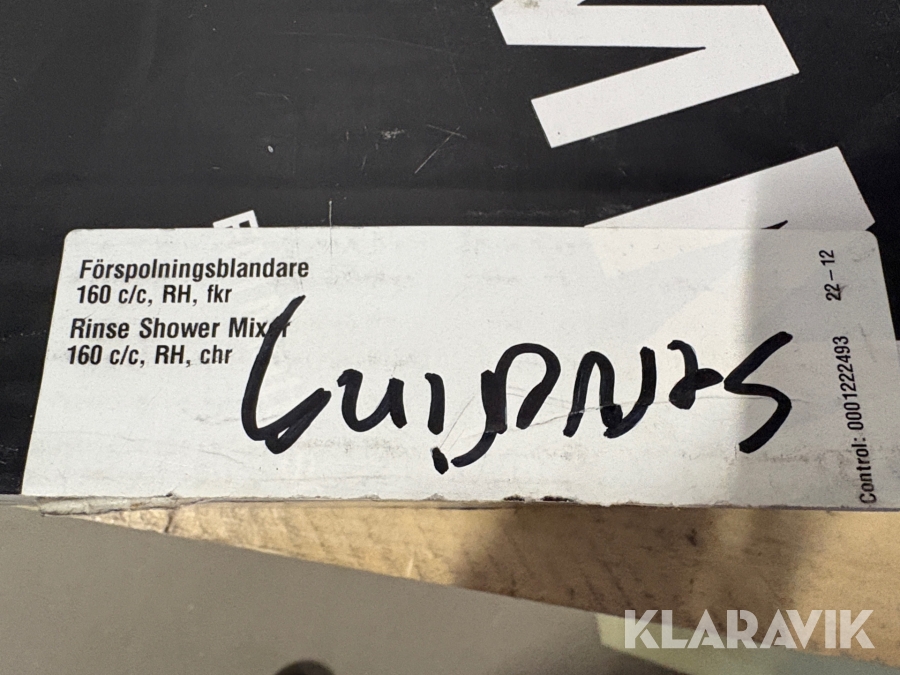 Förspolningsblandare
160 c/c, RH, fkr
Rinse Shower Mixer
160 c/c, RH, chr
Control: 0001222493 22-12
KLARAVIK